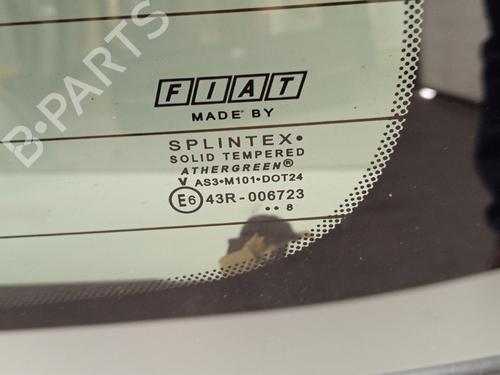 B-PARTS
FIAT
MADE BY
SPLINTEX•
SOLID TEMPERED
ATHERGREEN®
V AS3•M101•DOT24
E6 43R-006723
•• 8